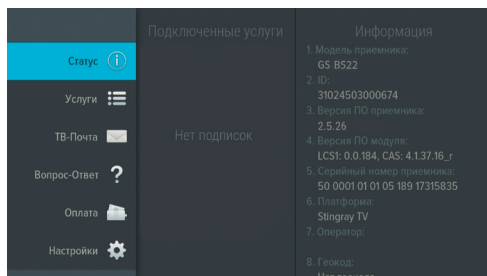 Статус
Услуги
ТВ-Почта
Вопрос-Ответ
Оплата
Настройки
Подключенные услуги
Нет подписок
Информация
1. Модель приемника:
GS B522
2. ID:
31024503000674
3. Версия ПО приемника:
2.5.26
4. Версия ПО модуля:
LCS1: 0.0.184, CAS: 4.1.37.16_r
5. Серийный номер приемника:
50 0001 01 01 05 189 17315835
6. Платформа:
Stingray TV
7. Оператор:
8. Геокод: